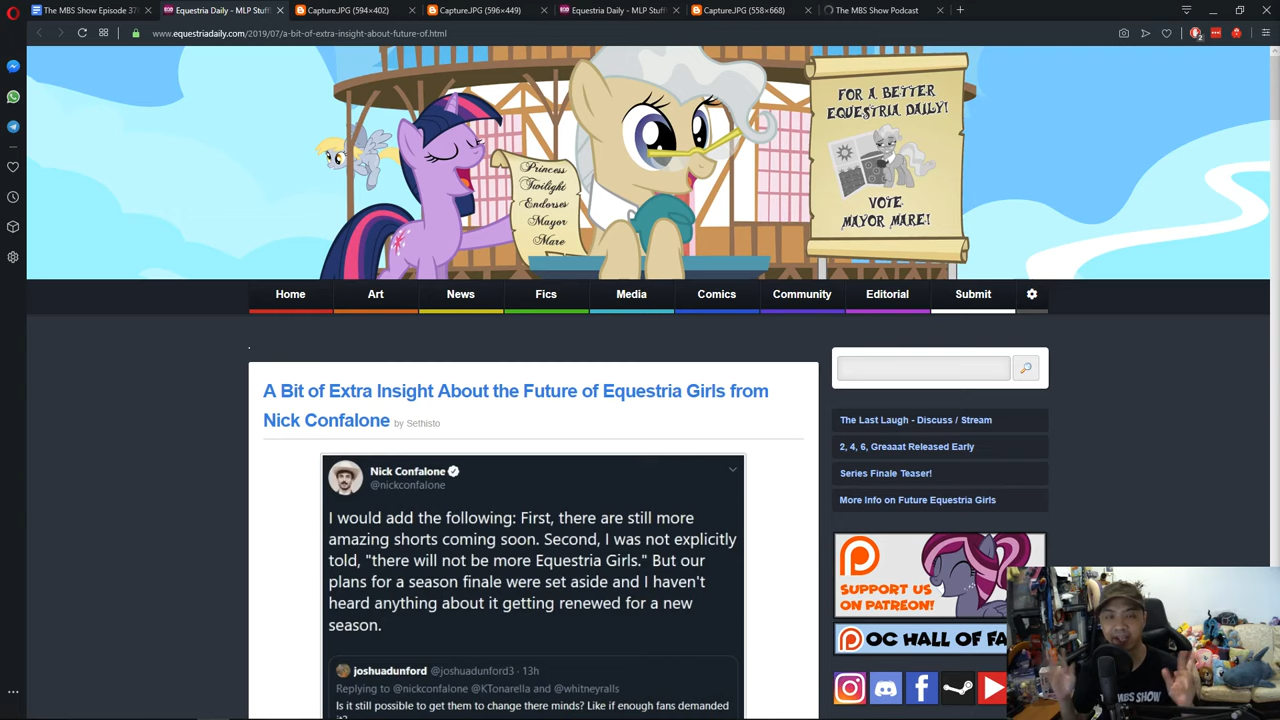 The MBS Show Episode 37
Equestria Daily - MLP Stuff
Capture.JPG (594×402)
Capture.JPG (596×449)
Equestria Daily - MLP Stuff
Capture.JPG (558×668)
The MBS Show Podcast
www.equestriadaily.com/2019/07/a-bit-of-extra-insight-about-future-of.html
2
Princess
Twilight
Endorses
Mayor
Mare
FOR A BETTER
EQUESTRIA DAILY!
VOTE
MAYOR MARE!
Home Art News Fics Media Comics Community Editorial Submit
A Bit of Extra Insight About the Future of Equestria Girls from
Nick Confalone by Sethisto
Nick Confalone
@nickconfalone
I would add the following: First, there are still more
amazing shorts coming soon. Second, I was not explicitly
told, "there will not be more Equestria Girls." But our
plans for a season finale were set aside and I haven't
heard anything about it getting renewed for a new
season.
joshuadunford @joshuadunford3 · 13h
Replying to @nickconfalone @KTonarella and @whitneyralls
Is it still possible to get them to change there minds? Like if enough fans demanded
it?
The Last Laugh - Discuss / Stream
2, 4, 6, Greaaat Released Early
Series Finale Teaser!
More Info on Future Equestria Girls
SUPPORT US
ON PATREON!
OC HALL OF FA
MBS SHOW